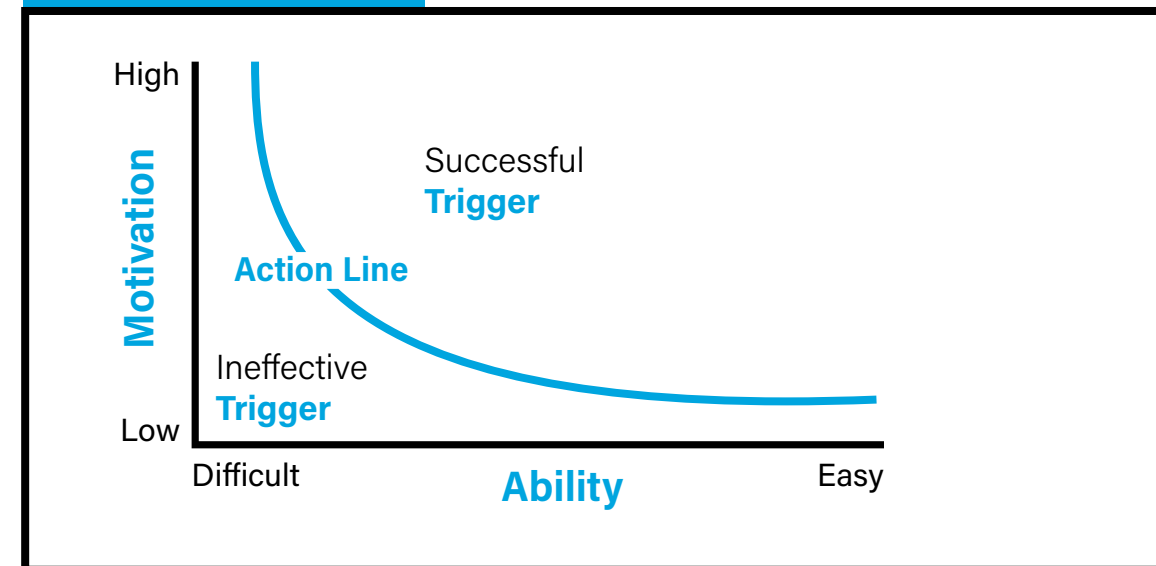 High
Motivation
Successful
Trigger
Action Line
Ineffective
Trigger
Low
Difficult
Ability
Easy